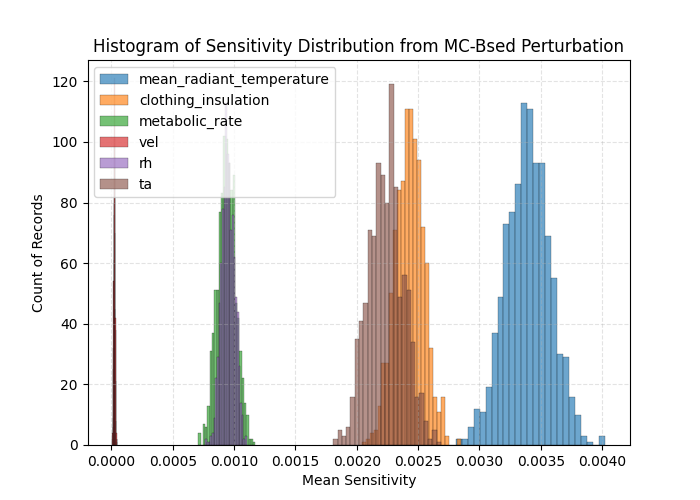 Histogram of Sensitivity Distribution from MC-Bsed Perturbation
120
100
80
60
40
20
0
Count of Records
mean_radiant_temperature
clothing_insulation
metabolic_rate
vel
rh
ta
0.0000 0.0005 0.0010 0.0015 0.0020 0.0025 0.0030 0.0035 0.0040
Mean Sensitivity